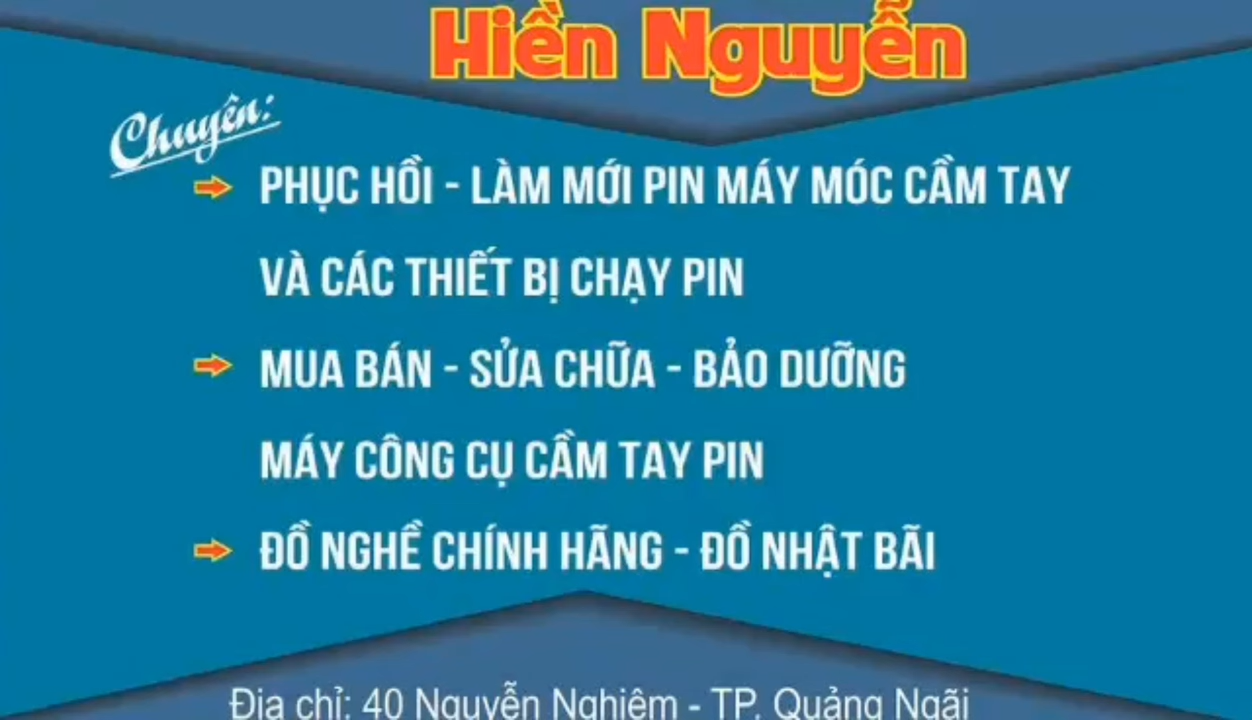 Hiền Nguyễn
Chuyên:
PHỤC HỒI - LÀM MỚI PIN MÁY MÓC CẦM TAY
VÀ CÁC THIẾT BỊ CHẠY PIN
MUA BÁN - SỬA CHỮA - BẢO DƯỠNG
MÁY CÔNG CỤ CẦM TAY PIN
ĐỒ NGHỀ CHÍNH HÃNG - ĐỒ NHẬT BÃI
Địa chỉ: 40 Nguyễn Nghiêm - TP. Quảng Ngãi